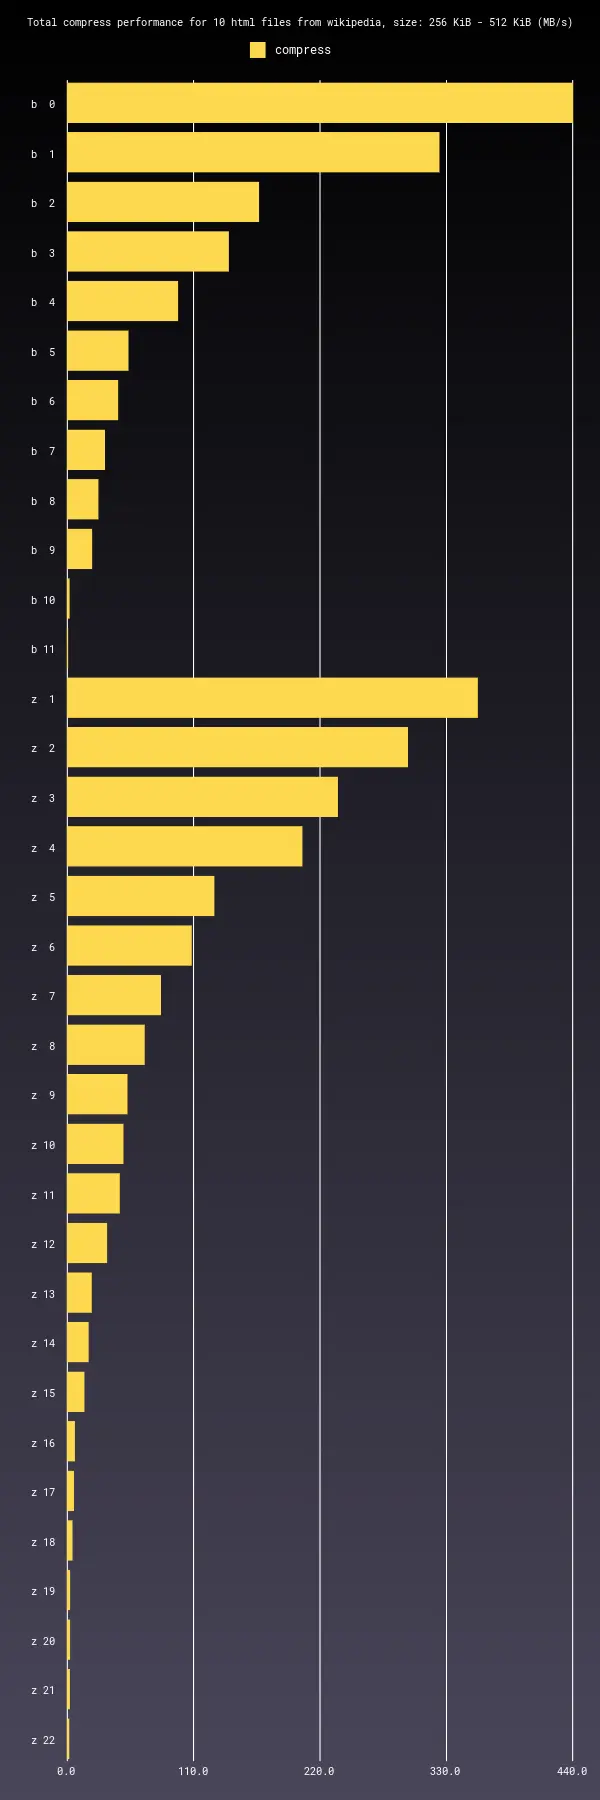 Total compress performance for 10 html files from wikipedia, size: 256 KiB - 512 KiB (MB/s)
compress
b  0
b  1
b  2
b  3
b  4
b  5
b  6
b  7
b  8
b  9
b 10
b 11
z  1
z  2
z  3
z  4
z  5
z  6
z  7
z  8
z  9
z 10
z 11
z 12
z 13
z 14
z 15
z 16
z 17
z 18
z 19
z 20
z 21
z 22
0.0 110.0 220.0 330.0 440.0